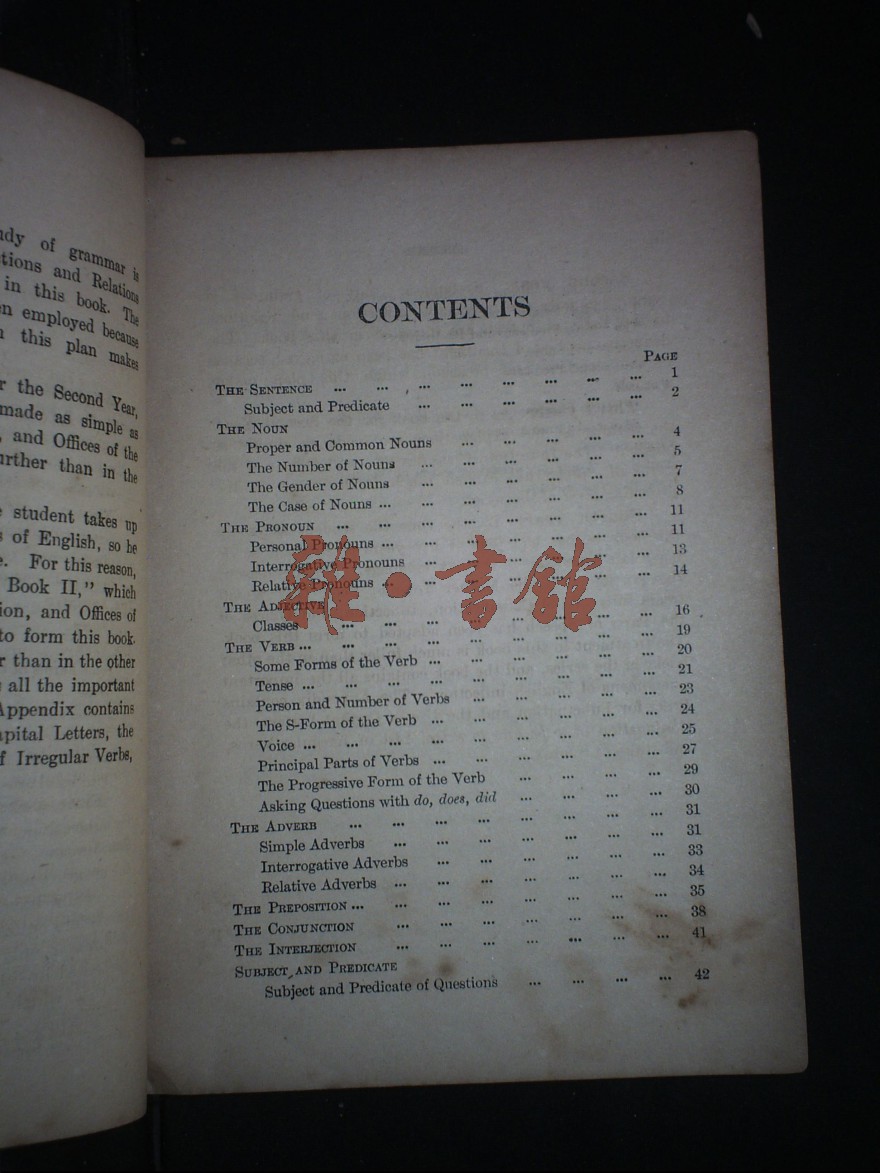 of grammar is
and Relations
in this book. The
employed because
this plan makes
the Second Year,
made as simple as
, and Offices of the
further than in the
student takes up
of English, so he
For this reason,
Book II," which
and Offices of
to form this book.
than in the other
all the important
Appendix contains
Capital Letters, the
of Irregular Verbs,
CONTENTS
PAGE
THE SENTENCE ... ... ... ... ... ... ... ... 1
Subject and Predicate ... ... ... ... ... ... 2
THE NOUN
Proper and Common Nouns ... ... ... ... ... 4
The Number of Nouns ... ... ... ... ... ... 5
The Gender of Nouns ... ... ... ... ... ... 7
The Case of Nouns ... ... ... ... ... ... ... 8
THE PRONOUN ... ... ... ... ... ... ... ... 11
Personal Pronouns ... ... ... ... ... ... ... 11
Interrogative Pronouns ... ... ... ... ... ... 13
Relative Pronouns ... ... ... ... ... ... ... 14
THE ADJECTIVE
Classes ... ... ... ... ... ... ... ... 16
THE VERB ... ... ... ... ... ... ... ... ... 19
Some Forms of the Verb ... ... ... ... ... ... 20
Tense ... ... ... ... ... ... ... ... ... 21
Person and Number of Verbs ... ... ... ... ... 23
The S-Form of the Verb ... ... ... ... ... ... 24
Voice ... ... ... ... ... ... ... ... ... 25
Principal Parts of Verbs ... ... ... ... ... ... 27
The Progressive Form of the Verb ... ... ... ... 29
Asking Questions with do, does, did ... ... ... ... 30
THE ADVERB ... ... ... ... ... ... ... ... 31
Simple Adverbs ... ... ... ... ... ... ... 31
Interrogative Adverbs ... ... ... ... ... ... 33
Relative Adverbs ... ... ... ... ... ... ... 34
THE PREPOSITION ... ... ... ... ... ... ... ... 35
THE CONJUNCTION ... ... ... ... ... ... ... 38
THE INTERJECTION ... ... ... ... ... ... ... 41
SUBJECT AND PREDICATE
Subject and Predicate of Questions ... ... ... ... 42
雜·書館